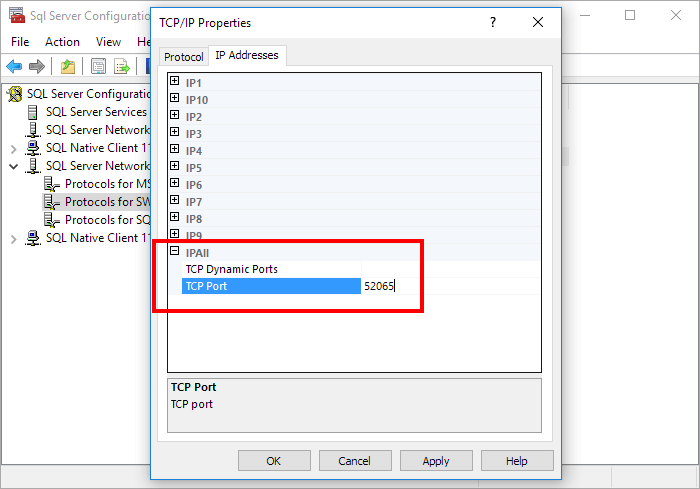 Sql Server Configura
File Action View He
SQL Server Configuratio
SQL Server Services
SQL Server Network
SQL Native Client 11
SQL Server Network
Protocols for MS
Protocols for SW
Protocols for SQ
SQL Native Client 11
TCP/IP Properties
Protocol IP Addresses
IP1
IP10
IP2
IP3
IP4
IP5
IP6
IP7
IP8
IP9
IPAll
TCP Dynamic Ports
TCP Port 52065
TCP Port
TCP port
OK Cancel Apply Help